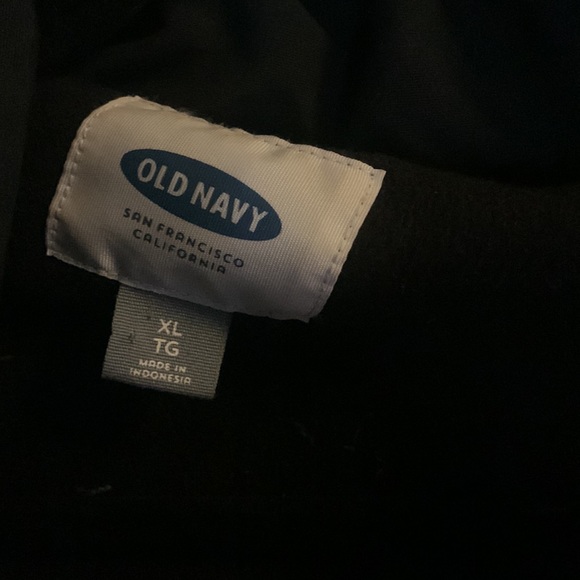 OLD NAVY
SAN FRANCISCO
CALIFORNIA
XL
TG
MADE IN
INDONESIA